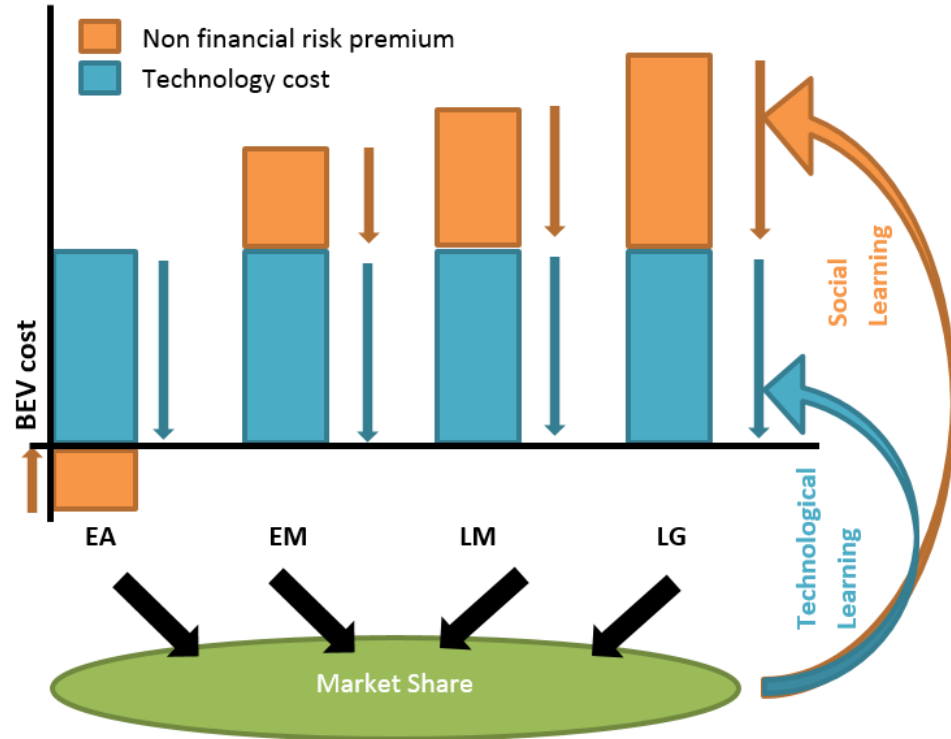 Non financial risk premium
Technology cost
BEV cost
Social
Learning
EA
EM
LM
LG
Technological
Learning
Market Share